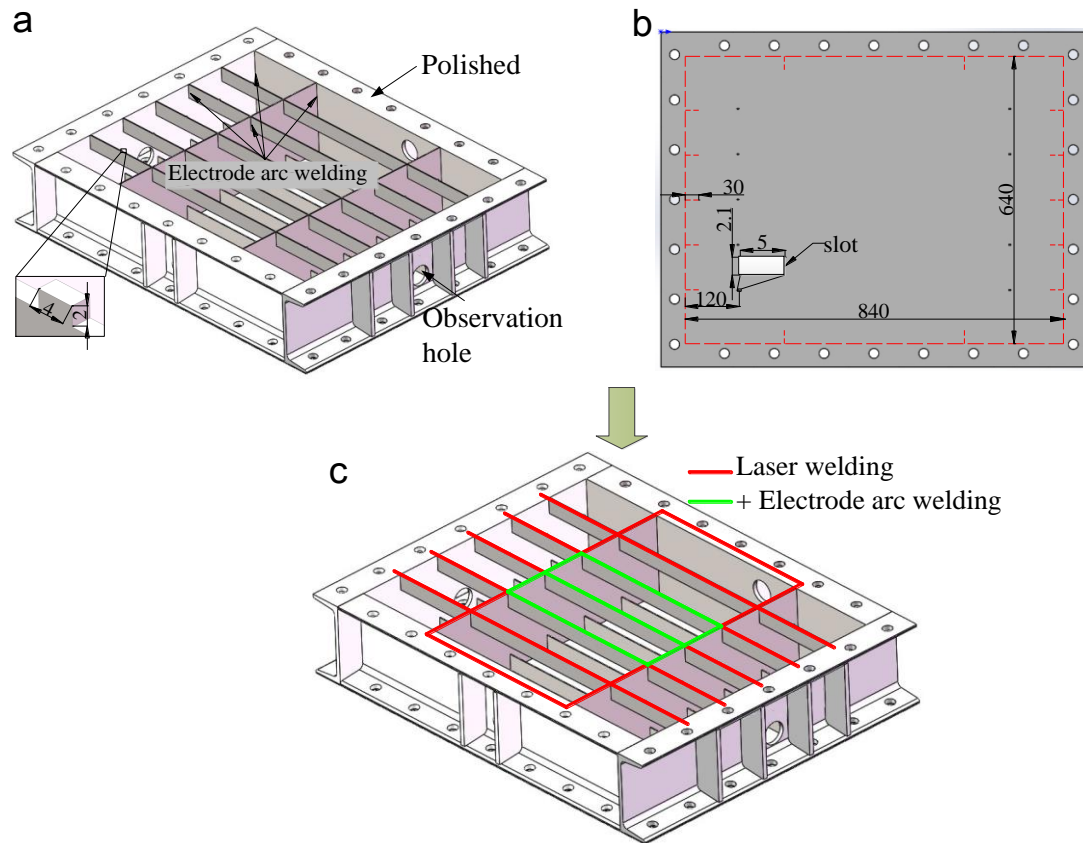 a
Polished
Electrode arc welding
4
2
Observation
hole
b
30
2.1
5
slot
640
120
840
c
Laser welding
+ Electrode arc welding